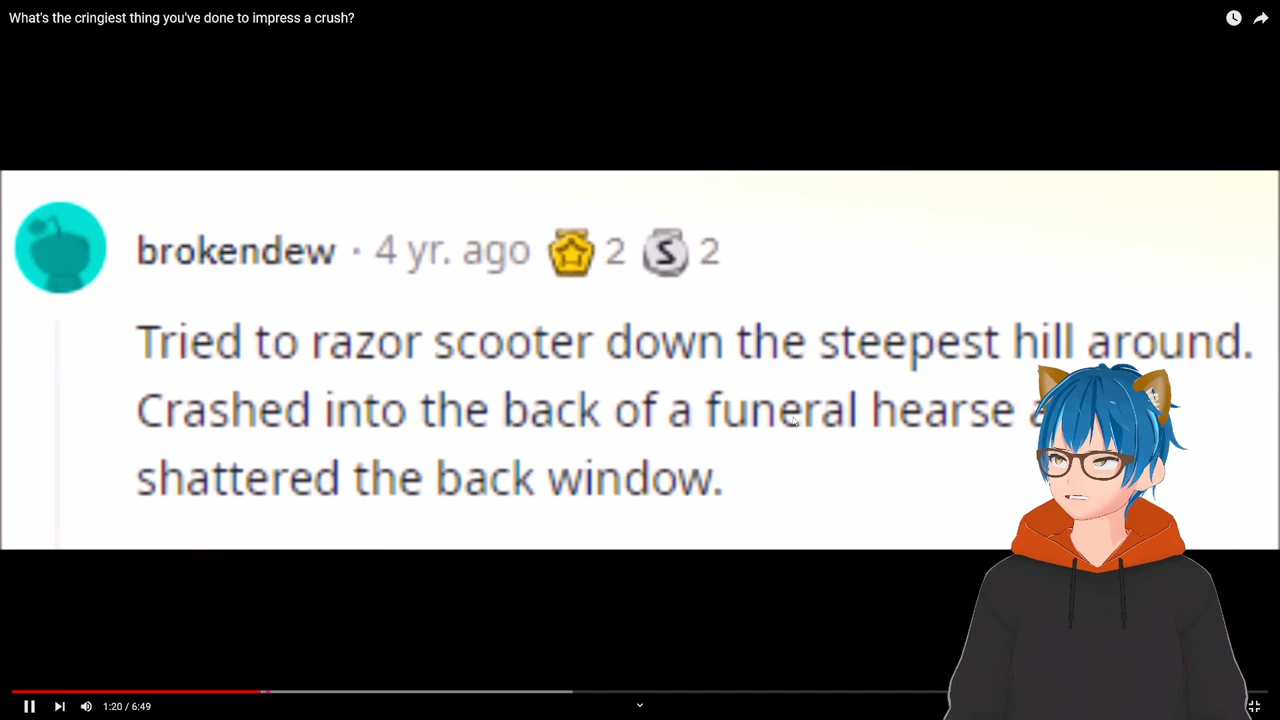 What's the cringiest thing you've done to impress a crush?
brokendew · 4 yr. ago 2 S 2
Tried to razor scooter down the steepest hill around.
Crashed into the back of a funeral hearse
shattered the back window.
1:20 / 6:49